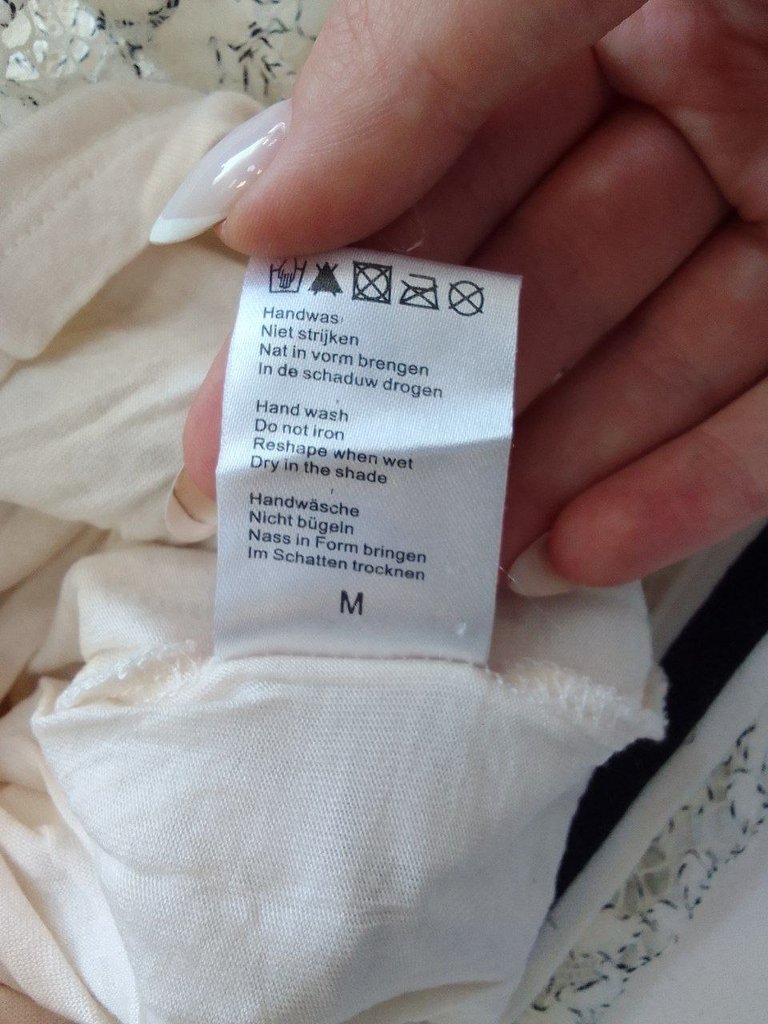 Handwas
Niet strijken
Nat in vorm brengen
In de schaduw drogen
Hand wash
Do not iron
Reshape when wet
Dry in the shade
Handwäsche
Nicht bügeln
Nass in Form bringen
Im Schatten trocknen
M